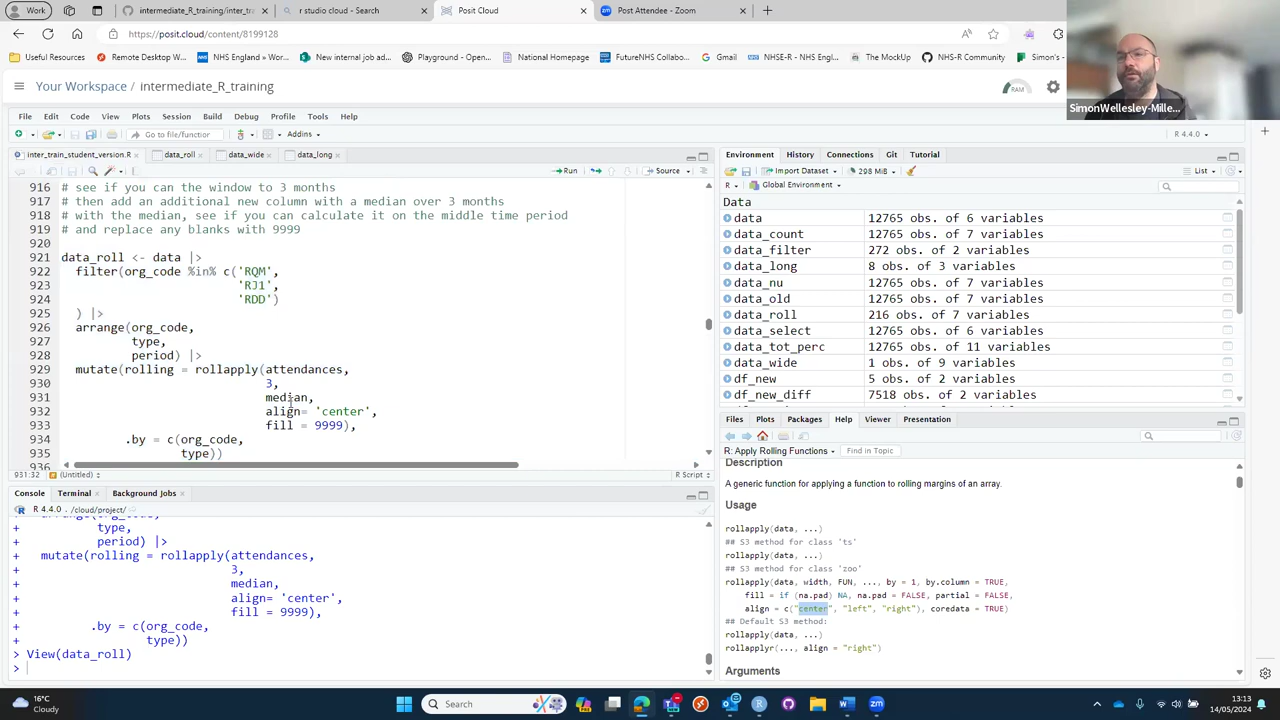 Work
intermediate_R_training/inter_tra
r studio cloud - Search
Posit Cloud
Post Attendee - Zoom
https://posit.cloud/content/8199128
Useful Resources
Remote Desktop W...
NHS England » Wor...
New internal job ad...
Playground - Open...
National Homepage
FutureNHS Collabor...
Gmail
NHSE-R - NHS Engl...
The MockUp
NHS-R Community
Simon's -
SimonWellesley-Mille...
Your Workspace / intermediate_R_training
RAM
File Edit Code View Plots Session Build Debug Profile Tools Help
Go to file/function
Addins
R 4.4.0
inter_train_student_version.R
data_roll
data_wide
data_long
Run
Source
916 # see if you can the window to 3 months
917 # then add an additional new column with a median over 3 months
918 # with the median, see if you can calculate it on the middle time period
919 # and replace any blanks with 9999
920
921 data_roll <- data |>
922 filter(org_code %in% c('RQM',
923 'RJ1',
924 'RDD')
925 ) |>
926 arrange(org_code,
927 type,
928 period) |>
929 mutate(rolling = rollapply(attendances,
930 3,
931 median,
932 align= 'center',
933 fill = 9999),
934 .by = c(org_code,
935 type))
936
931:32 (Untitled)
R Script
Console Terminal Background Jobs
R 4.4.0 . /cloud/project/
+ arrange(org_code,
+ type,
+ period) |>
+ mutate(rolling = rollapply(attendances,
+ 3,
+ median,
+ align= 'center',
+ fill = 9999),
+ .by = c(org_code,
+ type))
> View(data_roll)
>
Environment History Connections Git Tutorial
Import Dataset
298 MiB
List
R
Global Environment
Data
data 12765 obs. of 6 variables
data_count 12765 obs. of 7 variables
data_filter 272 obs. of 2 variables
data_long 8 obs. of 3 variables
data_nu 12765 obs. of 7 variables
data_old 12765 obs. of 7 variables
data_roll 216 obs. of 7 variables
data_select 12765 obs. of 6 variables
data_tot_perc 12765 obs. of 11 variables
data_wide 1 obs. of 9 variables
df_new 5 obs. of 2 variables
df_new_diff 7518 obs. of 2 variables
Files Plots Packages Help Viewer Presentation
R: Apply Rolling Functions
Find in Topic
Description
A generic function for applying a function to rolling margins of an array.
Usage
rollapply(data, ...)
## S3 method for class 'ts'
rollapply(data, ...)
## S3 method for class 'zoo'
rollapply(data, width, FUN, ..., by = 1, by.column = TRUE,
fill = if (na.pad) NA, na.pad = FALSE, partial = FALSE,
align = c("center", "left", "right"), coredata = TRUE)
## Default S3 method:
rollapply(data, ...)
rollapplyr(..., align = "right")
Arguments
16°C
Cloudy
Search
13:13
14/05/2024